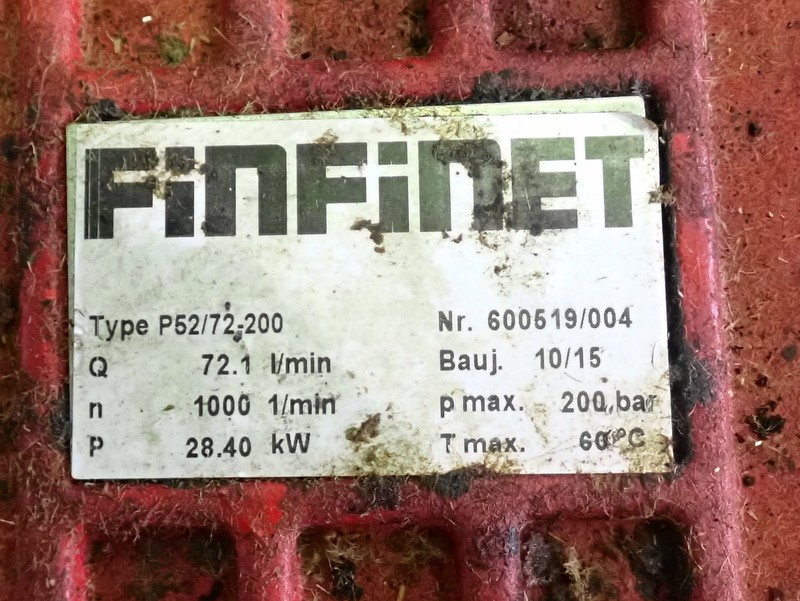 FinFinET
Type P52/72-200 Nr. 600519/004
Q 72.1 l/min Bauj. 10/15
n 1000 1/min p max. 200 bar
P 28.40 kW T max. 60 °C